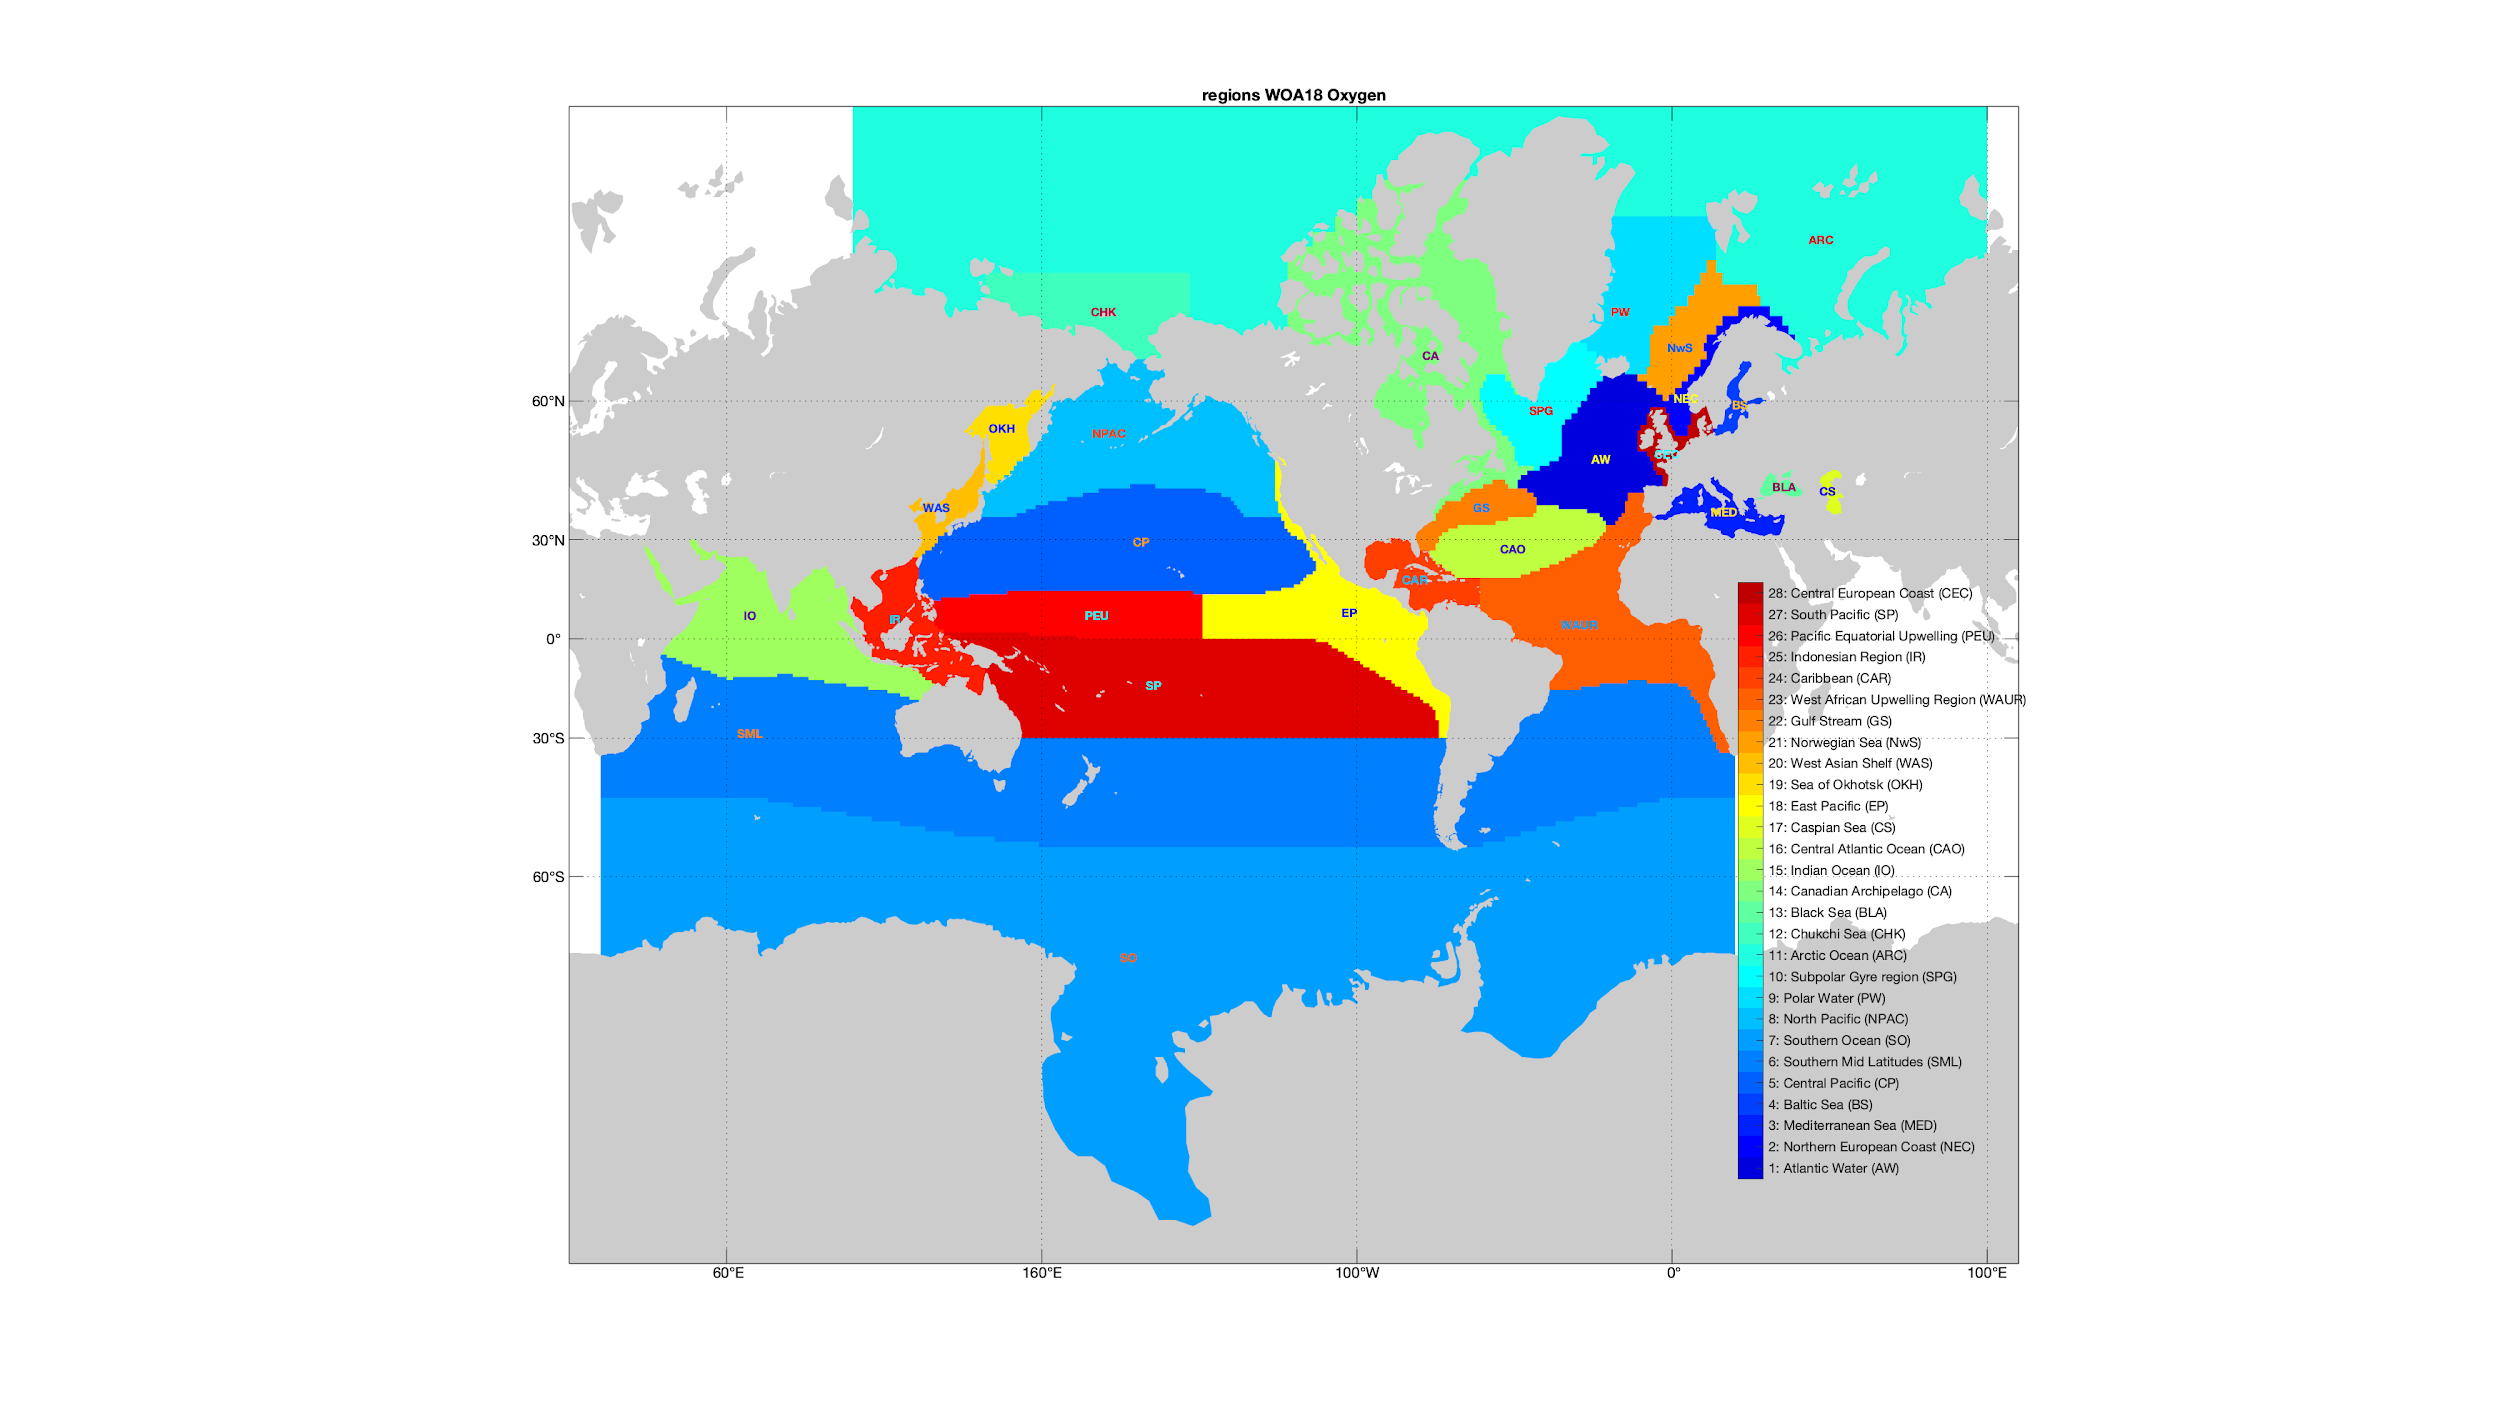 regions WOA18 Oxygen
ARC
CHK
PW
NwS
CA
60°N
NEC
BS
SPG
OKH
NPAC
CEC
AW
BLA
CS
WAS
GS
MED
30°N
CP
CAO
CAR
28: Central European Coast (CEC)
IO
IR
PEU
EP
WAUR
27: South Pacific (SP)
0°
26: Pacific Equatorial Upwelling (PEU)
25: Indonesian Region (IR)
SP
24: Caribbean (CAR)
23: West African Upwelling Region (WAUR)
22: Gulf Stream (GS)
SML
30°S
21: Norwegian Sea (NwS)
20: West Asian Shelf (WAS)
19: Sea of Okhotsk (OKH)
18: East Pacific (EP)
17: Caspian Sea (CS)
16: Central Atlantic Ocean (CAO)
60°S
15: Indian Ocean (IO)
14: Canadian Archipelago (CA)
13: Black Sea (BLA)
12: Chukchi Sea (CHK)
SO
11: Arctic Ocean (ARC)
10: Subpolar Gyre region (SPG)
9: Polar Water (PW)
8: North Pacific (NPAC)
7: Southern Ocean (SO)
6: Southern Mid Latitudes (SML)
5: Central Pacific (CP)
4: Baltic Sea (BS)
3: Mediterranean Sea (MED)
2: Northern European Coast (NEC)
1: Atlantic Water (AW)
60°E
160°E
100°W
0°
100°E